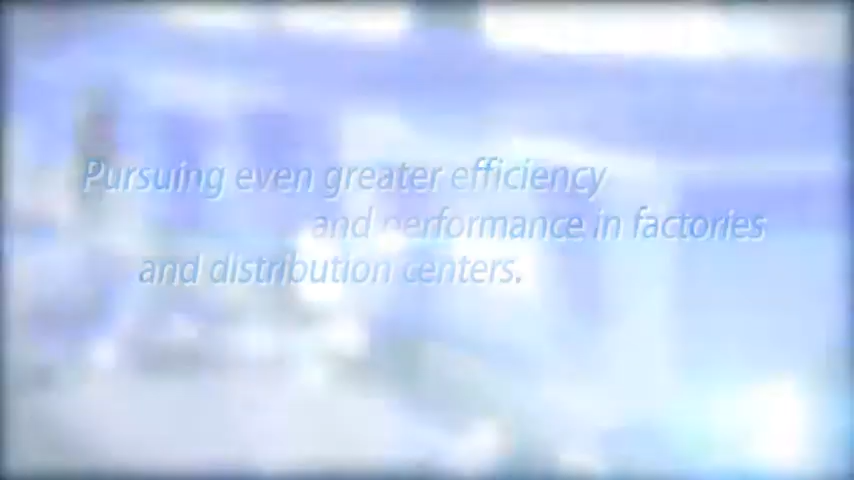 Pursuing even greater efficiency
and performance in factories
and distribution centers.